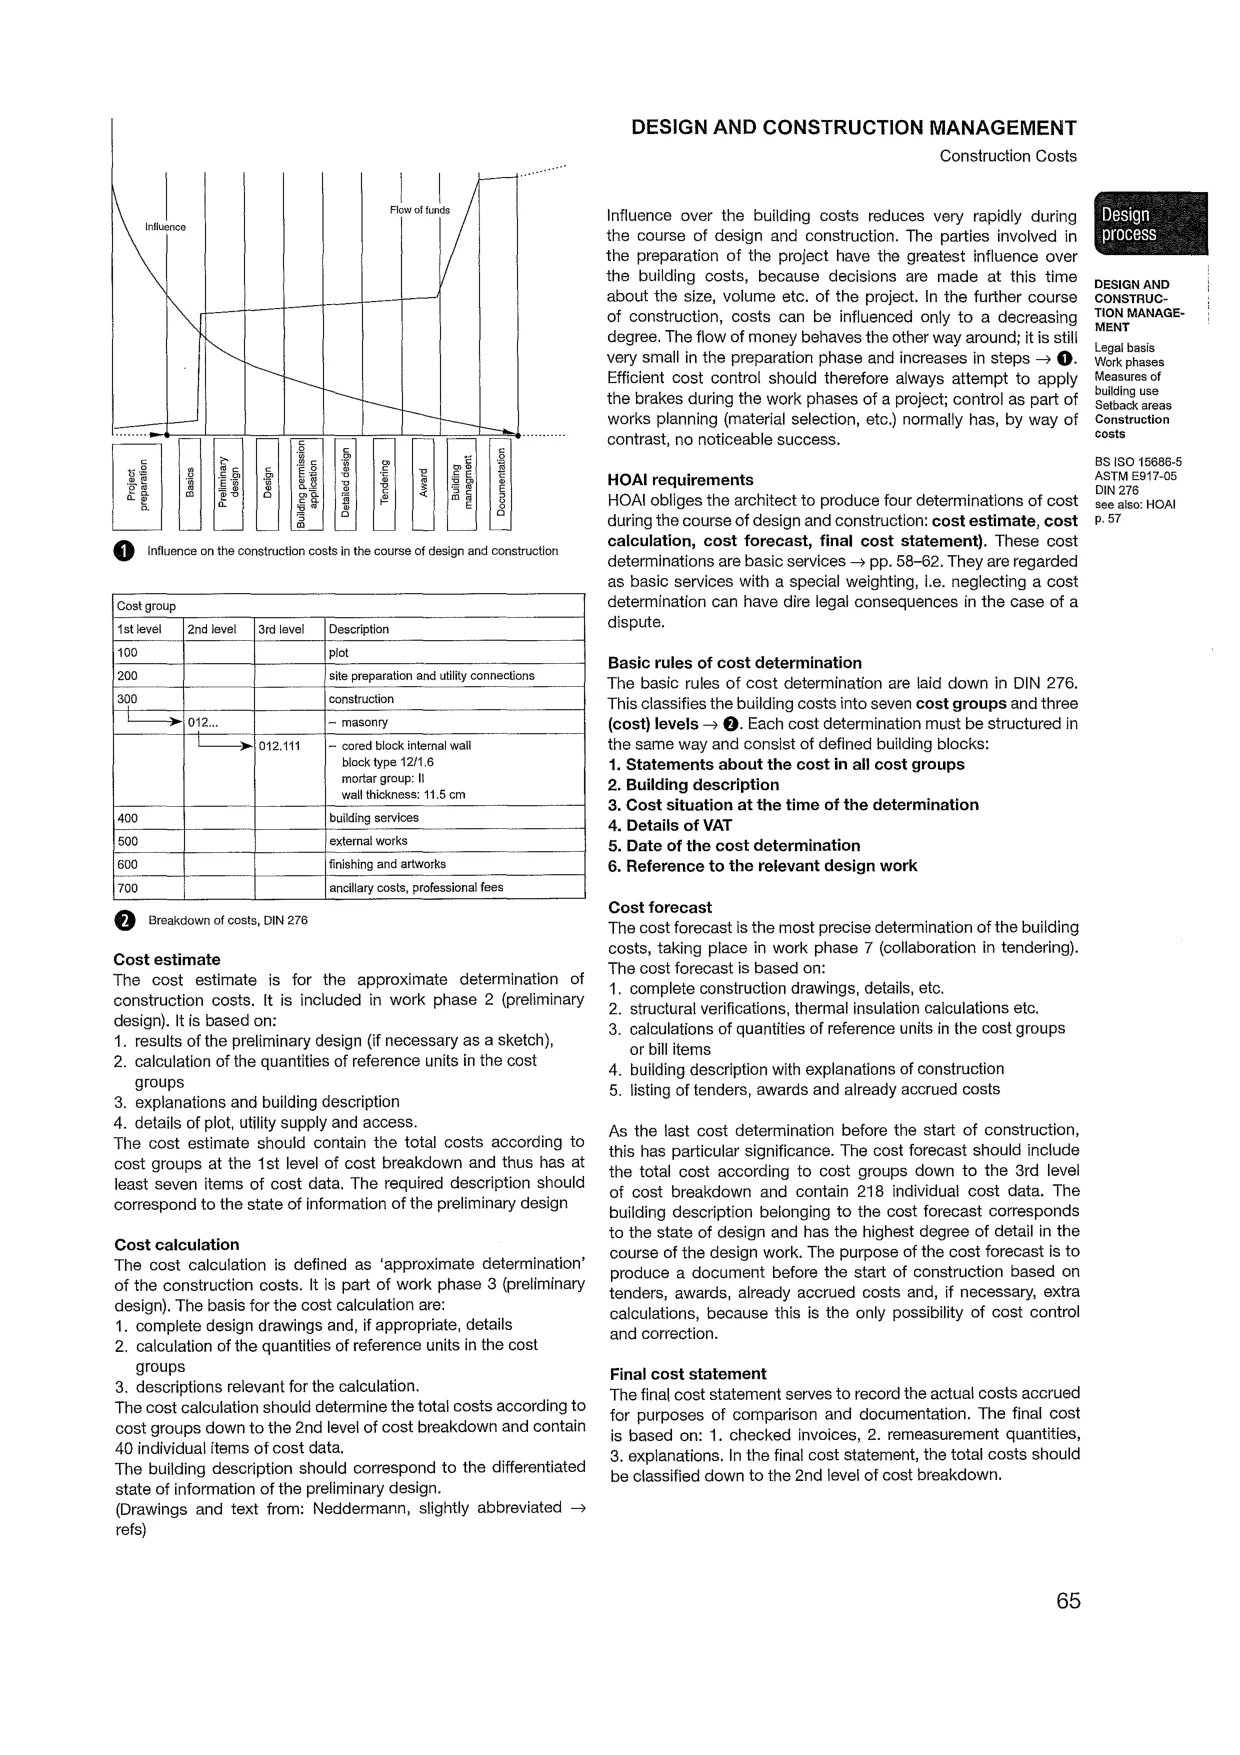 DESIGN AND CONSTRUCTION MANAGEMENT
Construction Costs
Influence
Flow of funds
Project
preparation
Basics
Preliminary
design
Design
Building permission
application
Detailed design
Tendering
Award
Building
managment
Documentation
1 Influence on the construction costs in the course of design and construction
Cost group
1st level 2nd level 3rd level Description
100 plot
200 site preparation and utility connections
300 construction
012... – masonry
012.111 – cored block internal wall
block type 12/1.6
mortar group: II
wall thickness: 11.5 cm
400 building services
500 external works
600 finishing and artworks
700 ancillary costs, professional fees
2 Breakdown of costs, DIN 276
Cost estimate
The cost estimate is for the approximate determination of
construction costs. It is included in work phase 2 (preliminary
design). It is based on:
1. results of the preliminary design (if necessary as a sketch),
2. calculation of the quantities of reference units in the cost
groups
3. explanations and building description
4. details of plot, utility supply and access.
The cost estimate should contain the total costs according to
cost groups at the 1st level of cost breakdown and thus has at
least seven items of cost data. The required description should
correspond to the state of information of the preliminary design
Cost calculation
The cost calculation is defined as ‘approximate determination’
of the construction costs. It is part of work phase 3 (preliminary
design). The basis for the cost calculation are:
1. complete design drawings and, if appropriate, details
2. calculation of the quantities of reference units in the cost
groups
3. descriptions relevant for the calculation.
The cost calculation should determine the total costs according to
cost groups down to the 2nd level of cost breakdown and contain
40 individual items of cost data.
The building description should correspond to the differentiated
state of information of the preliminary design.
(Drawings and text from: Neddermann, slightly abbreviated →
refs)
Influence over the building costs reduces very rapidly during
the course of design and construction. The parties involved in
the preparation of the project have the greatest influence over
the building costs, because decisions are made at this time
about the size, volume etc. of the project. In the further course
of construction, costs can be influenced only to a decreasing
degree. The flow of money behaves the other way around; it is still
very small in the preparation phase and increases in steps → 1.
Efficient cost control should therefore always attempt to apply
the brakes during the work phases of a project; control as part of
works planning (material selection, etc.) normally has, by way of
contrast, no noticeable success.
HOAI requirements
HOAI obliges the architect to produce four determinations of cost
during the course of design and construction: cost estimate, cost
calculation, cost forecast, final cost statement). These cost
determinations are basic services → pp. 58–62. They are regarded
as basic services with a special weighting, i.e. neglecting a cost
determination can have dire legal consequences in the case of a
dispute.
Basic rules of cost determination
The basic rules of cost determination are laid down in DIN 276.
This classifies the building costs into seven cost groups and three
(cost) levels → 2. Each cost determination must be structured in
the same way and consist of defined building blocks:
1. Statements about the cost in all cost groups
2. Building description
3. Cost situation at the time of the determination
4. Details of VAT
5. Date of the cost determination
6. Reference to the relevant design work
Cost forecast
The cost forecast is the most precise determination of the building
costs, taking place in work phase 7 (collaboration in tendering).
The cost forecast is based on:
1. complete construction drawings, details, etc.
2. structural verifications, thermal insulation calculations etc.
3. calculations of quantities of reference units in the cost groups
or bill items
4. building description with explanations of construction
5. listing of tenders, awards and already accrued costs
As the last cost determination before the start of construction,
this has particular significance. The cost forecast should include
the total cost according to cost groups down to the 3rd level
of cost breakdown and contain 218 individual cost data. The
building description belonging to the cost forecast corresponds
to the state of design and has the highest degree of detail in the
course of the design work. The purpose of the cost forecast is to
produce a document before the start of construction based on
tenders, awards, already accrued costs and, if necessary, extra
calculations, because this is the only possibility of cost control
and correction.
Final cost statement
The final cost statement serves to record the actual costs accrued
for purposes of comparison and documentation. The final cost
is based on: 1. checked invoices, 2. remeasurement quantities,
3. explanations. In the final cost statement, the total costs should
be classified down to the 2nd level of cost breakdown.
Design
process
DESIGN AND
CONSTRUC-
TION MANAGE-
MENT
Legal basis
Work phases
Measures of
building use
Setback areas
Construction
costs
BS ISO 15686-5
ASTM E917-05
DIN 276
see also: HOAI
p. 57
65